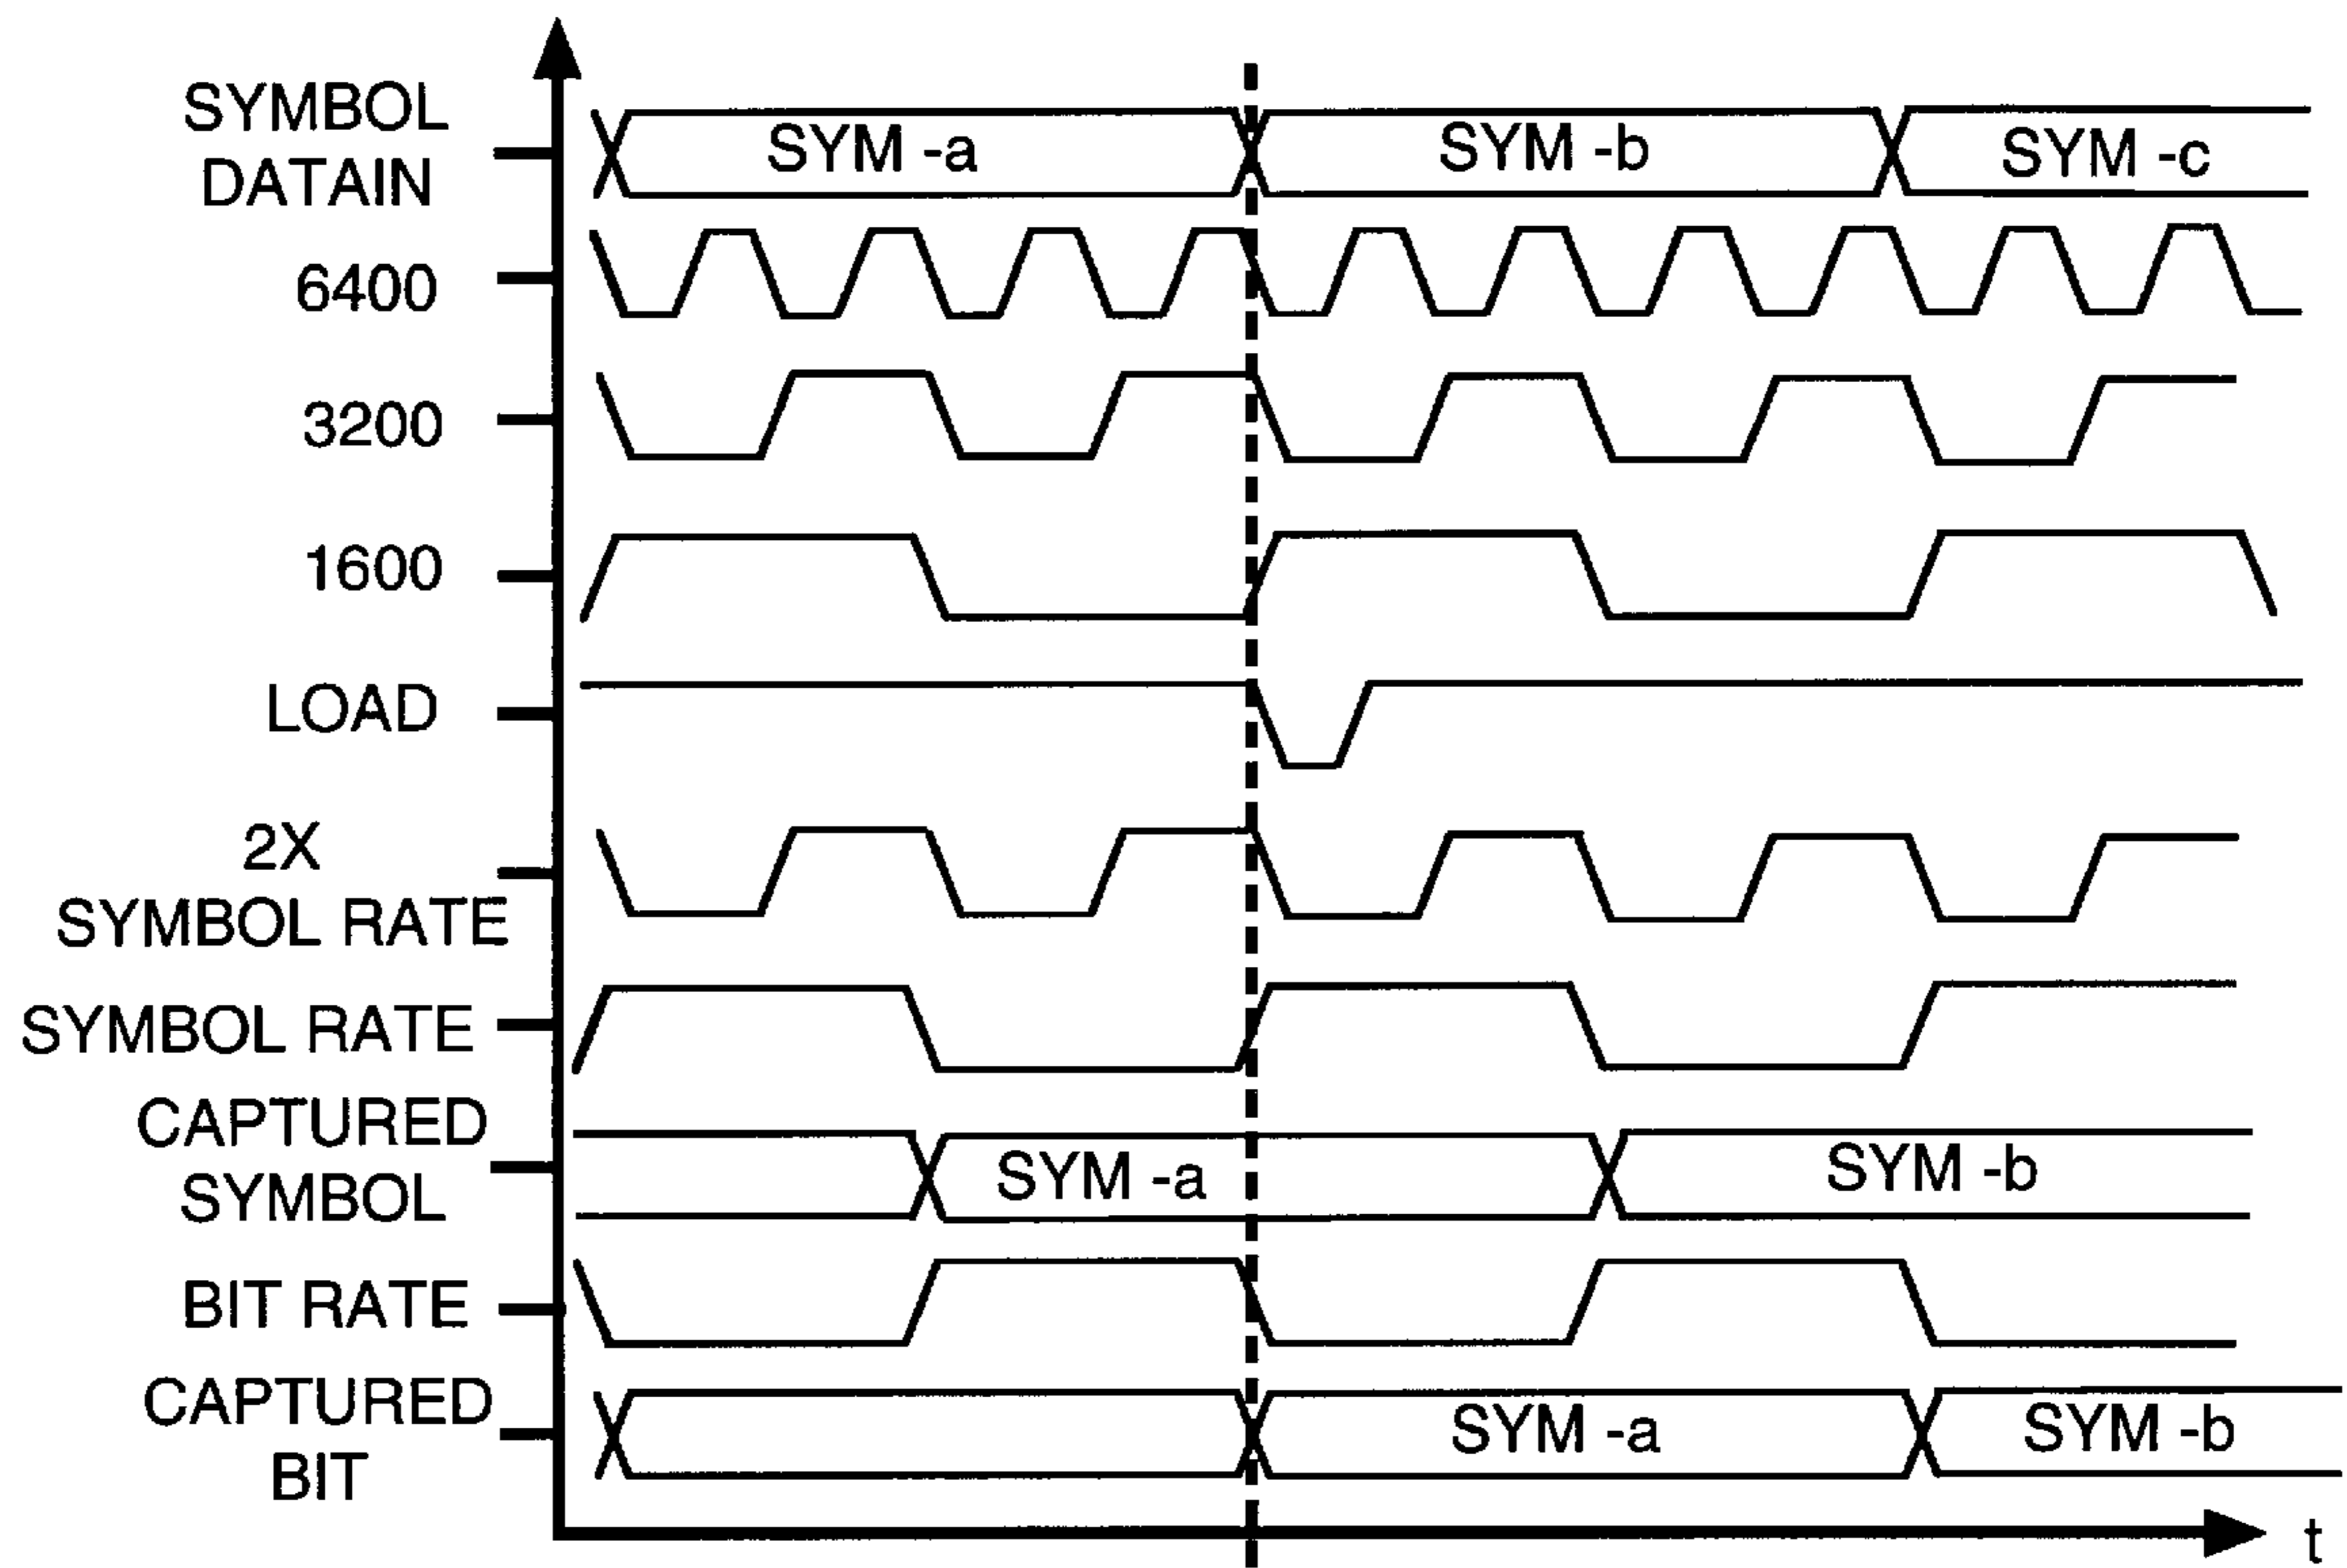 SYMBOL
DATAIN
SYM -a
SYM -b
SYM -c
6400
3200
1600
LOAD
2X
SYMBOL RATE
SYMBOL RATE
CAPTURED
SYMBOL
SYM -a
SYM -b
BIT RATE
CAPTURED
BIT
SYM -a
SYM -b
t